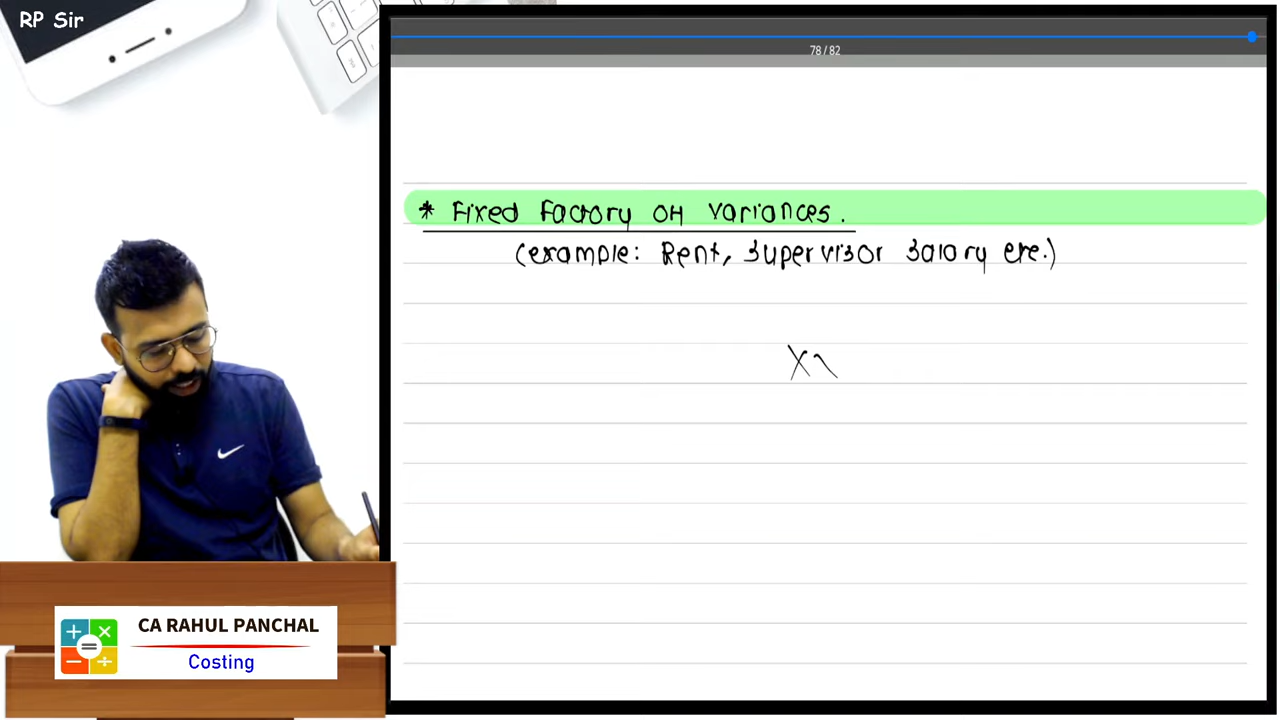 RP Sir
78 / 82
* Fixed Factory OH Variances.
(example: Rent, Supervisor Salary etc.)
CA RAHUL PANCHAL
Costing